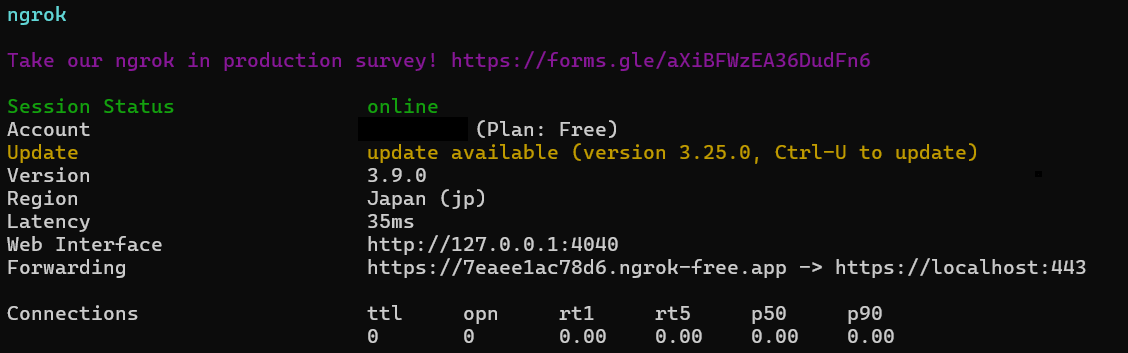 ngrok
Take our ngrok in production survey! https://forms.gle/aXiBFWzEA36DudFn6
Session Status online
Account (Plan: Free)
Update update available (version 3.25.0, Ctrl-U to update)
Version 3.9.0
Region Japan (jp)
Latency 35ms
Web Interface http://127.0.0.1:4040
Forwarding https://7eaee1ac78d6.ngrok-free.app -> https://localhost:443
Connections ttl opn rt1 rt5 p50 p90
0 0 0.00 0.00 0.00 0.00